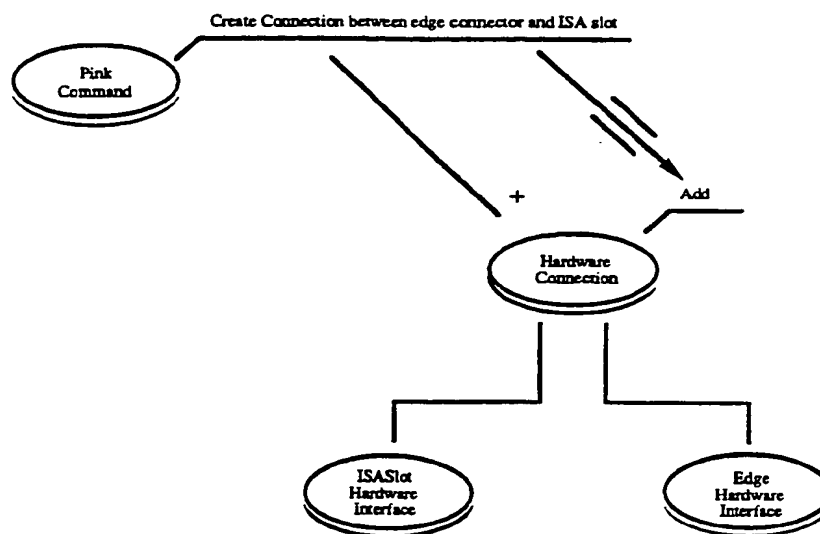 Create Connection between edge connector and ISA slot
Pink
Command
+
Add
Hardware
Connection
ISASlot
Hardware
Interface
Edge
Hardware
Interface